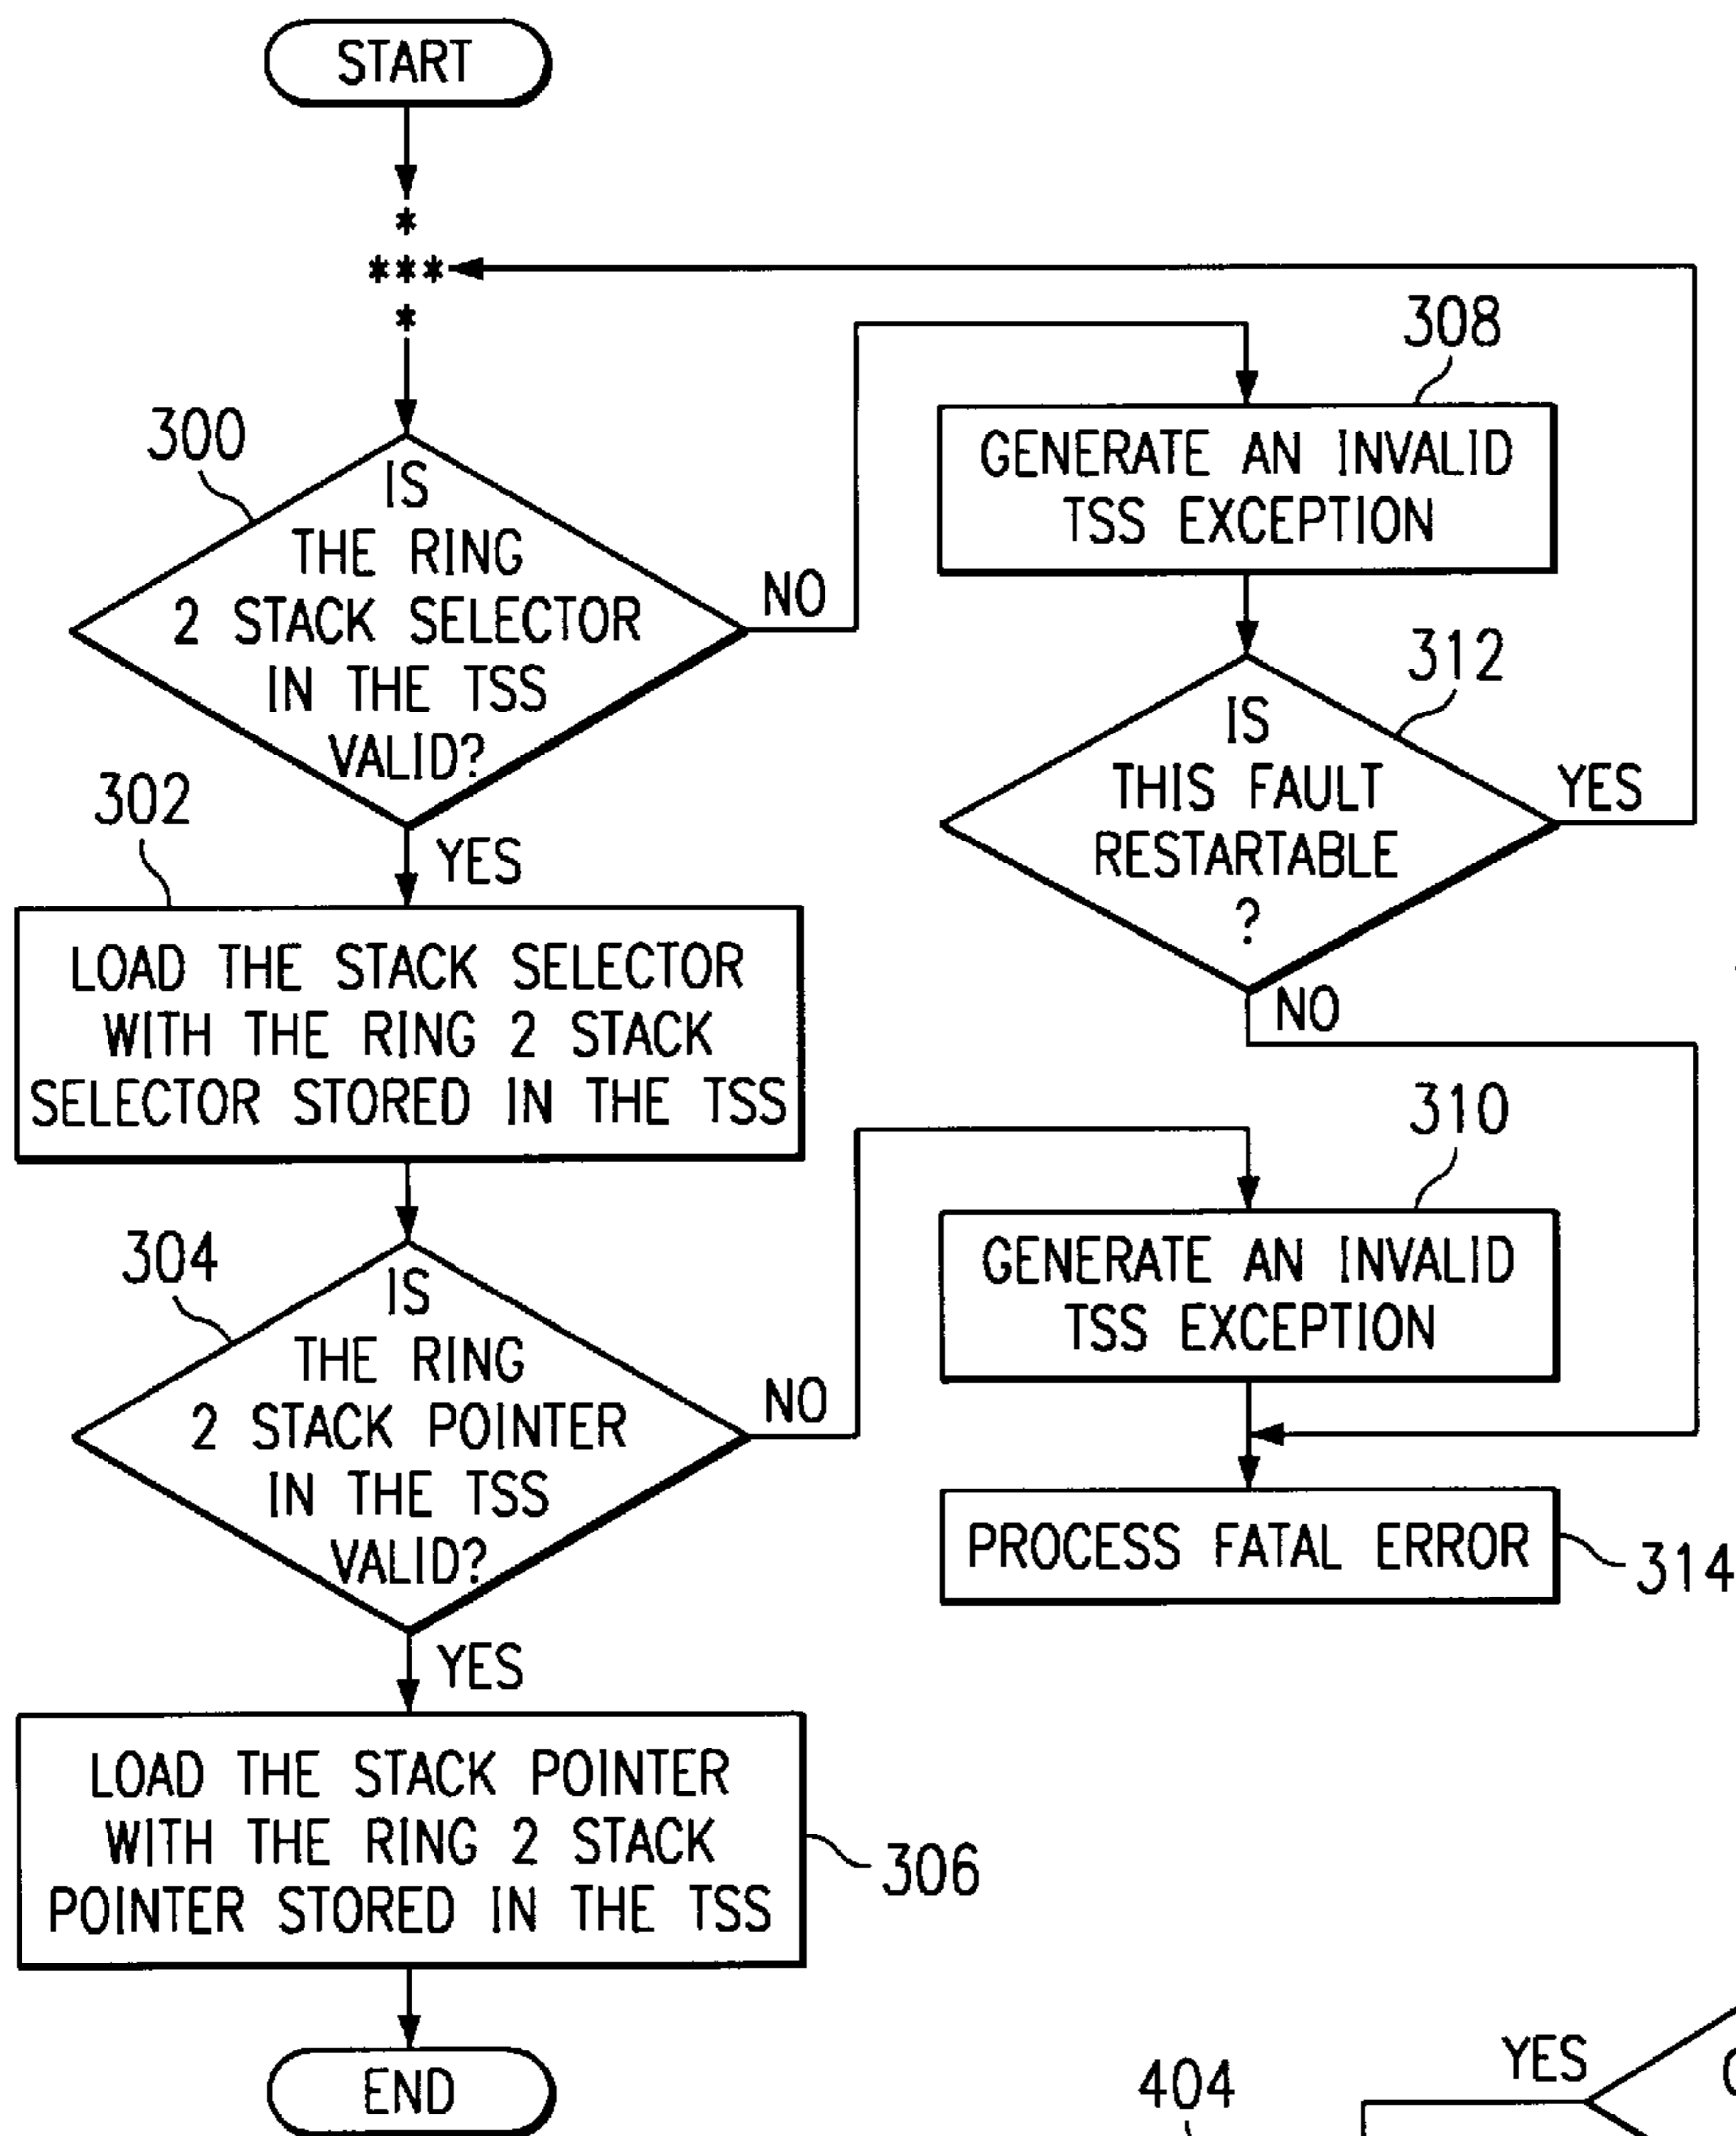 START
*
***
*
300
IS
THE RING
2 STACK SELECTOR
IN THE TSS
VALID?
NO
YES
308
GENERATE AN INVALID
TSS EXCEPTION
312
IS
THIS FAULT
RESTARTABLE
?
YES
NO
302
LOAD THE STACK SELECTOR
WITH THE RING 2 STACK
SELECTOR STORED IN THE TSS
304
IS
THE RING
2 STACK POINTER
IN THE TSS
VALID?
NO
YES
310
GENERATE AN INVALID
TSS EXCEPTION
PROCESS FATAL ERROR
314
LOAD THE STACK POINTER
WITH THE RING 2 STACK
POINTER STORED IN THE TSS
306
END
404
YES